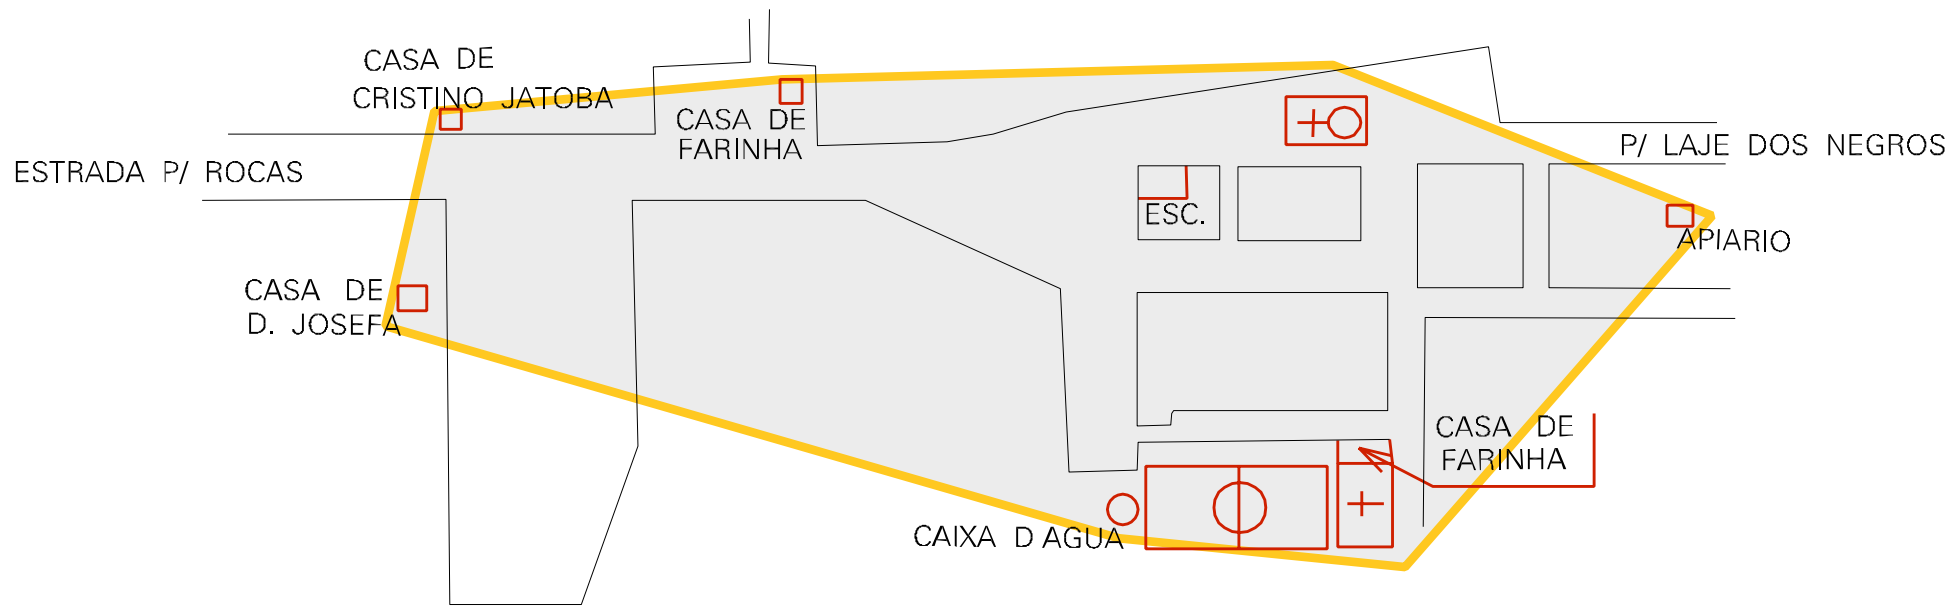 CASA DE
CRISTINO JATOBA
CASA DE
FARINHA
P/ LAJE DOS NEGROS
ESTRADA P/ ROCAS
ESC.
APIARIO
CASA DE
D. JOSEFA
CASA DE
FARINHA
CAIXA D AGUA